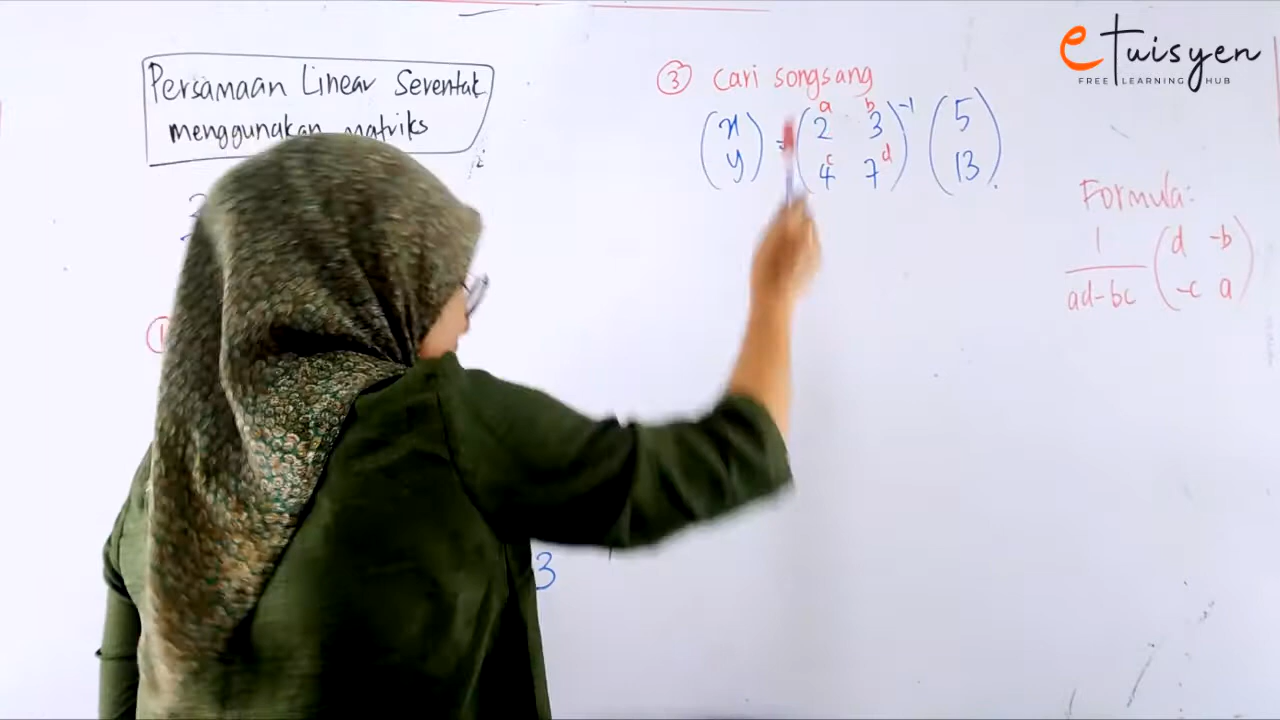 Persamaan Linear Serentak
menggunakan matriks
③ Cari songsang
(x y) = (a 2 b 3 c 4 d 7)⁻¹ (5 13)
Formula:
1/(ad-bc) (d -b -c a)
3
etuisyen
FREE LEARNING HUB